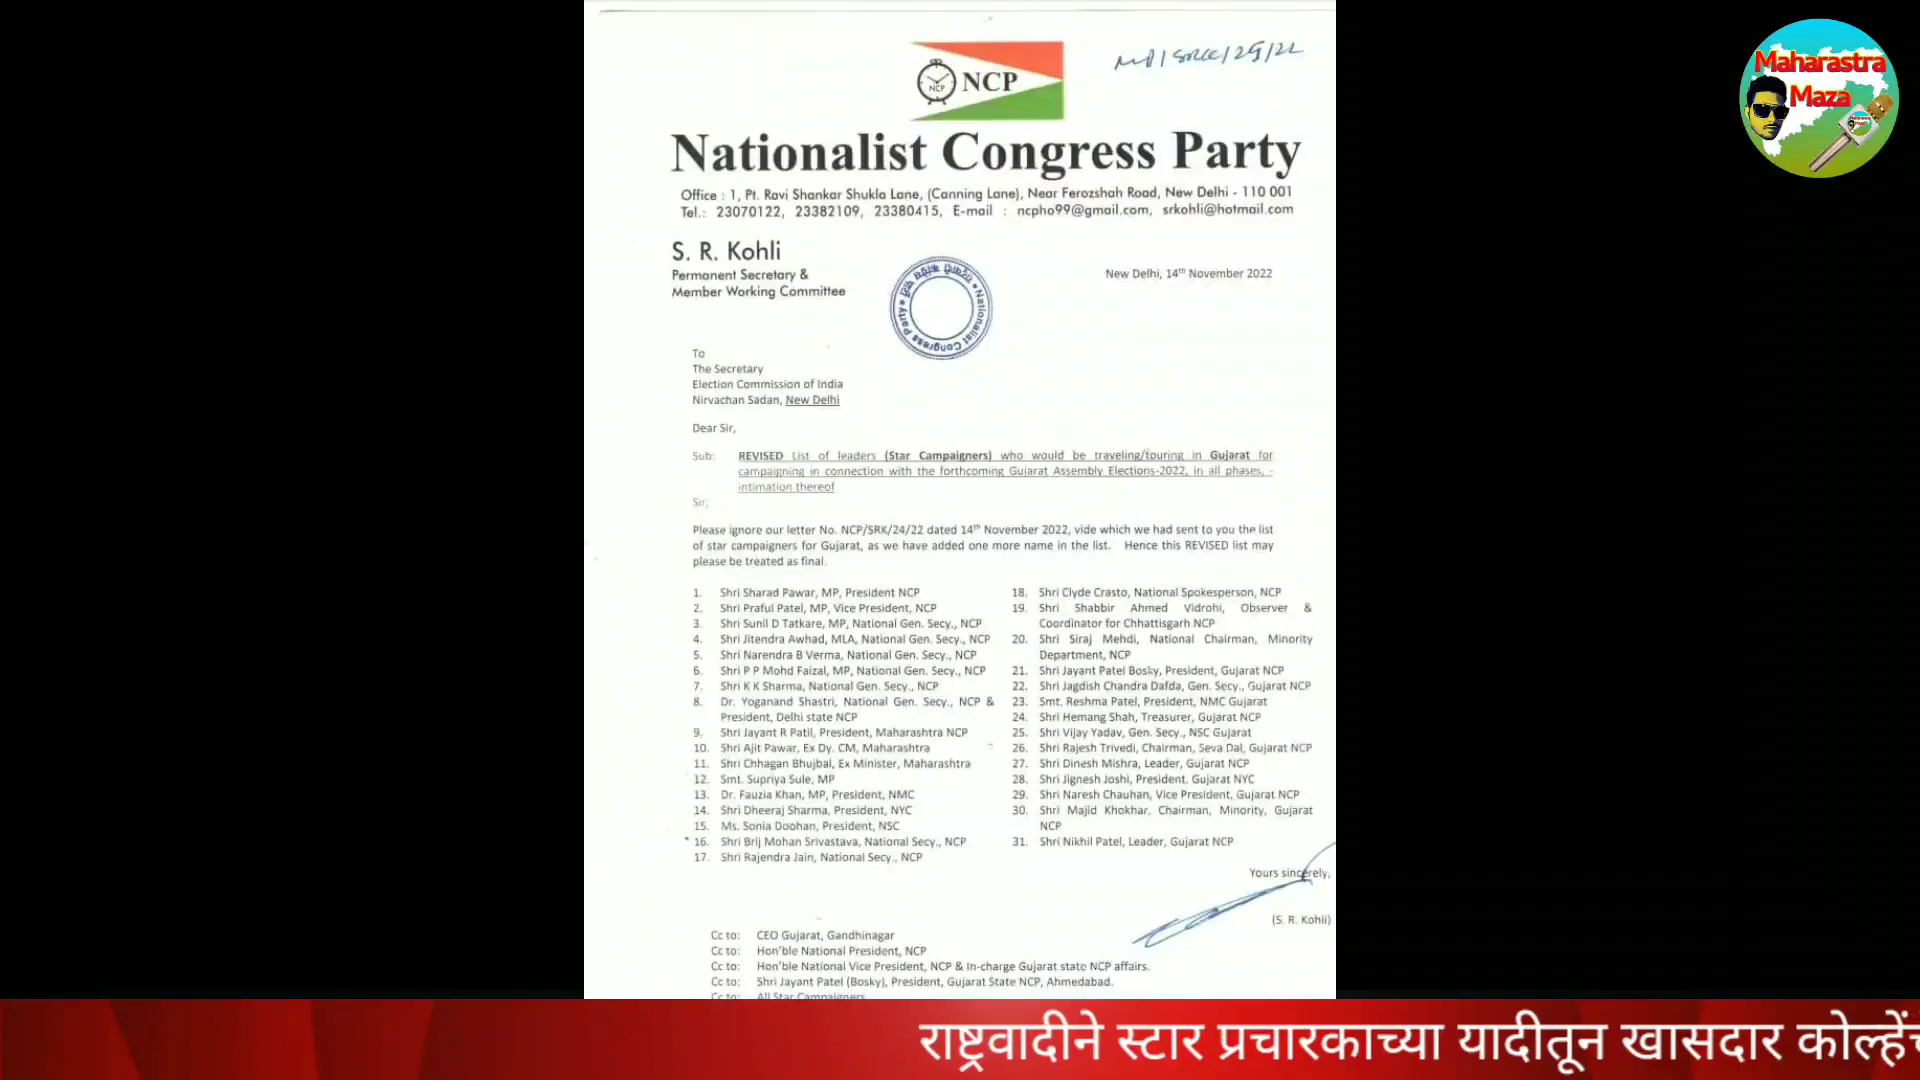 NCP
NCP
Maharastra
Maza
Nationalist Congress Party
Office : 1, Pt. Ravi Shankar Shukla Lane, (Canning Lane), Near Ferozshah Road, New Delhi - 110 001
Tel.: 23070122, 23382109, 23380415, E-mail : ncpho99@gmail.com, srkohli@hotmail.com
S. R. Kohli
Permanent Secretary &
Member Working Committee
Nationalist Congress Party
New Delhi, 14th November 2022
To
The Secretary
Election Commission of India
Nirvachan Sadan, New Delhi
Dear Sir,
Sub: REVISED List of leaders (Star Campaigners) who would be traveling/touring in Gujarat for
campaigning in connection with the forthcoming Gujarat Assembly Elections-2022, in all phases, -
intimation thereof
Sir,
Please ignore our letter No. NCP/SRK/24/22 dated 14th November 2022, vide which we had sent to you the list
of star campaigners for Gujarat, as we have added one more name in the list. Hence this REVISED list may
please be treated as final.
1. Shri Sharad Pawar, MP, President NCP
2. Shri Praful Patel, MP, Vice President, NCP
3. Shri Sunil D Tatkare, MP, National Gen. Secy., NCP
4. Shri Jitendra Awhad, MLA, National Gen. Secy., NCP
5. Shri Narendra B Verma, National Gen. Secy., NCP
6. Shri P P Mohd Faizal, MP, National Gen. Secy., NCP
7. Shri K K Sharma, National Gen. Secy., NCP
8. Dr. Yoganand Shastri, National Gen. Secy., NCP &
President, Delhi state NCP
9. Shri Jayant R Patil, President, Maharashtra NCP
10. Shri Ajit Pawar, Ex Dy. CM, Maharashtra
11. Shri Chhagan Bhujbal, Ex Minister, Maharashtra
12. Smt. Supriya Sule, MP
13. Dr. Fauzia Khan, MP, President, NMC
14. Shri Dheeraj Sharma, President, NYC
15. Ms. Sonia Doohan, President, NSC
16. Shri Brij Mohan Srivastava, National Secy., NCP
17. Shri Rajendra Jain, National Secy., NCP
18. Shri Clyde Crasto, National Spokesperson, NCP
19. Shri Shabbir Ahmed Vidrohi, Observer &
Coordinator for Chhattisgarh NCP
20. Shri Siraj Mehdi, National Chairman, Minority
Department, NCP
21. Shri Jayant Patel Bosky, President, Gujarat NCP
22. Shri Jagdish Chandra Dafda, Gen. Secy., Gujarat NCP
23. Smt. Reshma Patel, President, NMC Gujarat
24. Shri Hemang Shah, Treasurer, Gujarat NCP
25. Shri Vijay Yadav, Gen. Secy., NSC Gujarat
26. Shri Rajesh Trivedi, Chairman, Seva Dal, Gujarat NCP
27. Shri Dinesh Mishra, Leader, Gujarat NCP
28. Shri Jignesh Joshi, President. Gujarat NYC
29. Shri Naresh Chauhan, Vice President, Gujarat NCP
30. Shri Majid Khokhar, Chairman, Minority, Gujarat
NCP
31. Shri Nikhil Patel, Leader, Gujarat NCP
Yours sincerely,
(S. R. Kohli)
Cc to: CEO Gujarat, Gandhinagar
Cc to: Hon'ble National President, NCP
Cc to: Hon'ble National Vice President, NCP & In-charge Gujarat state NCP affairs.
Cc to: Shri Jayant Patel (Bosky), President, Gujarat State NCP, Ahmedabad.
Cc to: All Star Campaigners
राष्ट्रवादीने स्टार प्रचारकाच्या यादीतून खासदार कोल्हेंच